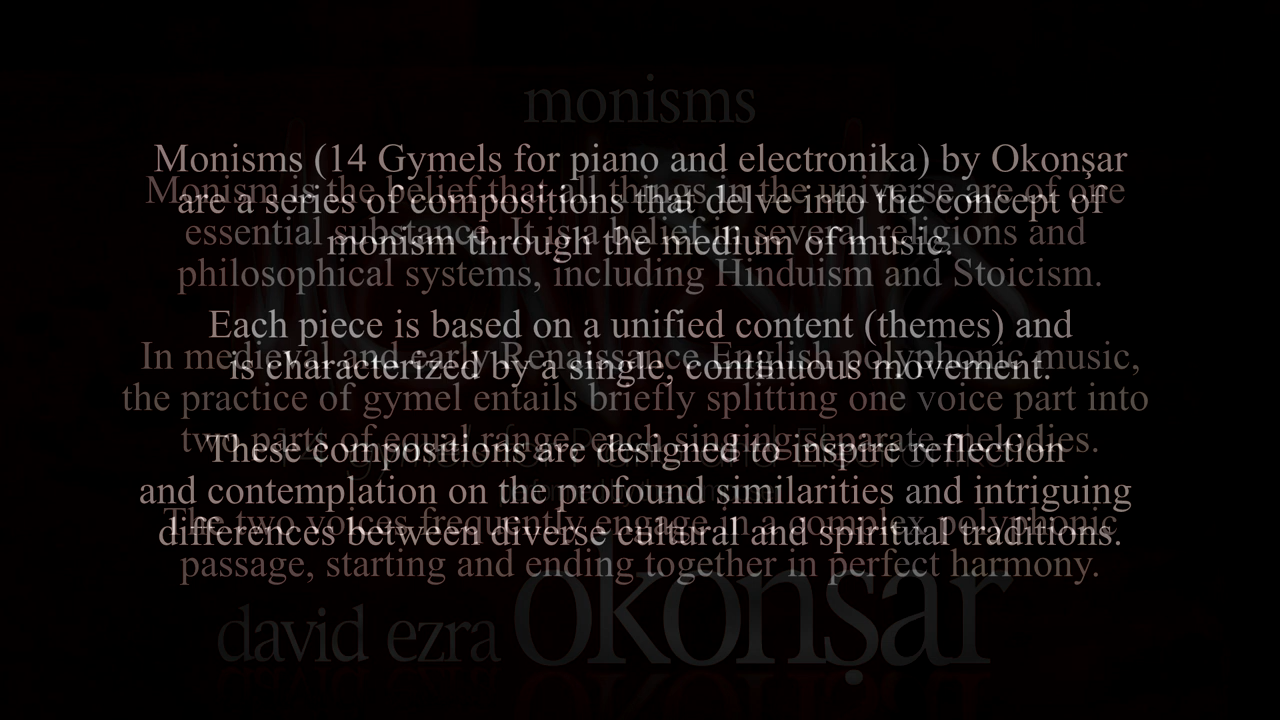 monisms
Monisms (14 Gymels for piano and electronika) by Okonşar
are a series of compositions that delve into the concept of
monism through the medium of music.
Each piece is based on a unified content (themes) and
is characterized by a single, continuous movement.
These compositions are designed to inspire reflection
and contemplation on the profound similarities and intriguing
differences between diverse cultural and spiritual traditions.
Monism is the belief that all things in the universe are of one
essential substance. It is a belief in several religions and
philosophical systems, including Hinduism and Stoicism.
In medieval and early Renaissance English polyphonic music,
the practice of gymel entails briefly splitting one voice part into
two parts of equal range, each singing separate melodies.
The two voices frequently engage in a complex polyphonic
passage, starting and ending together in perfect harmony.
david ezra okonşar